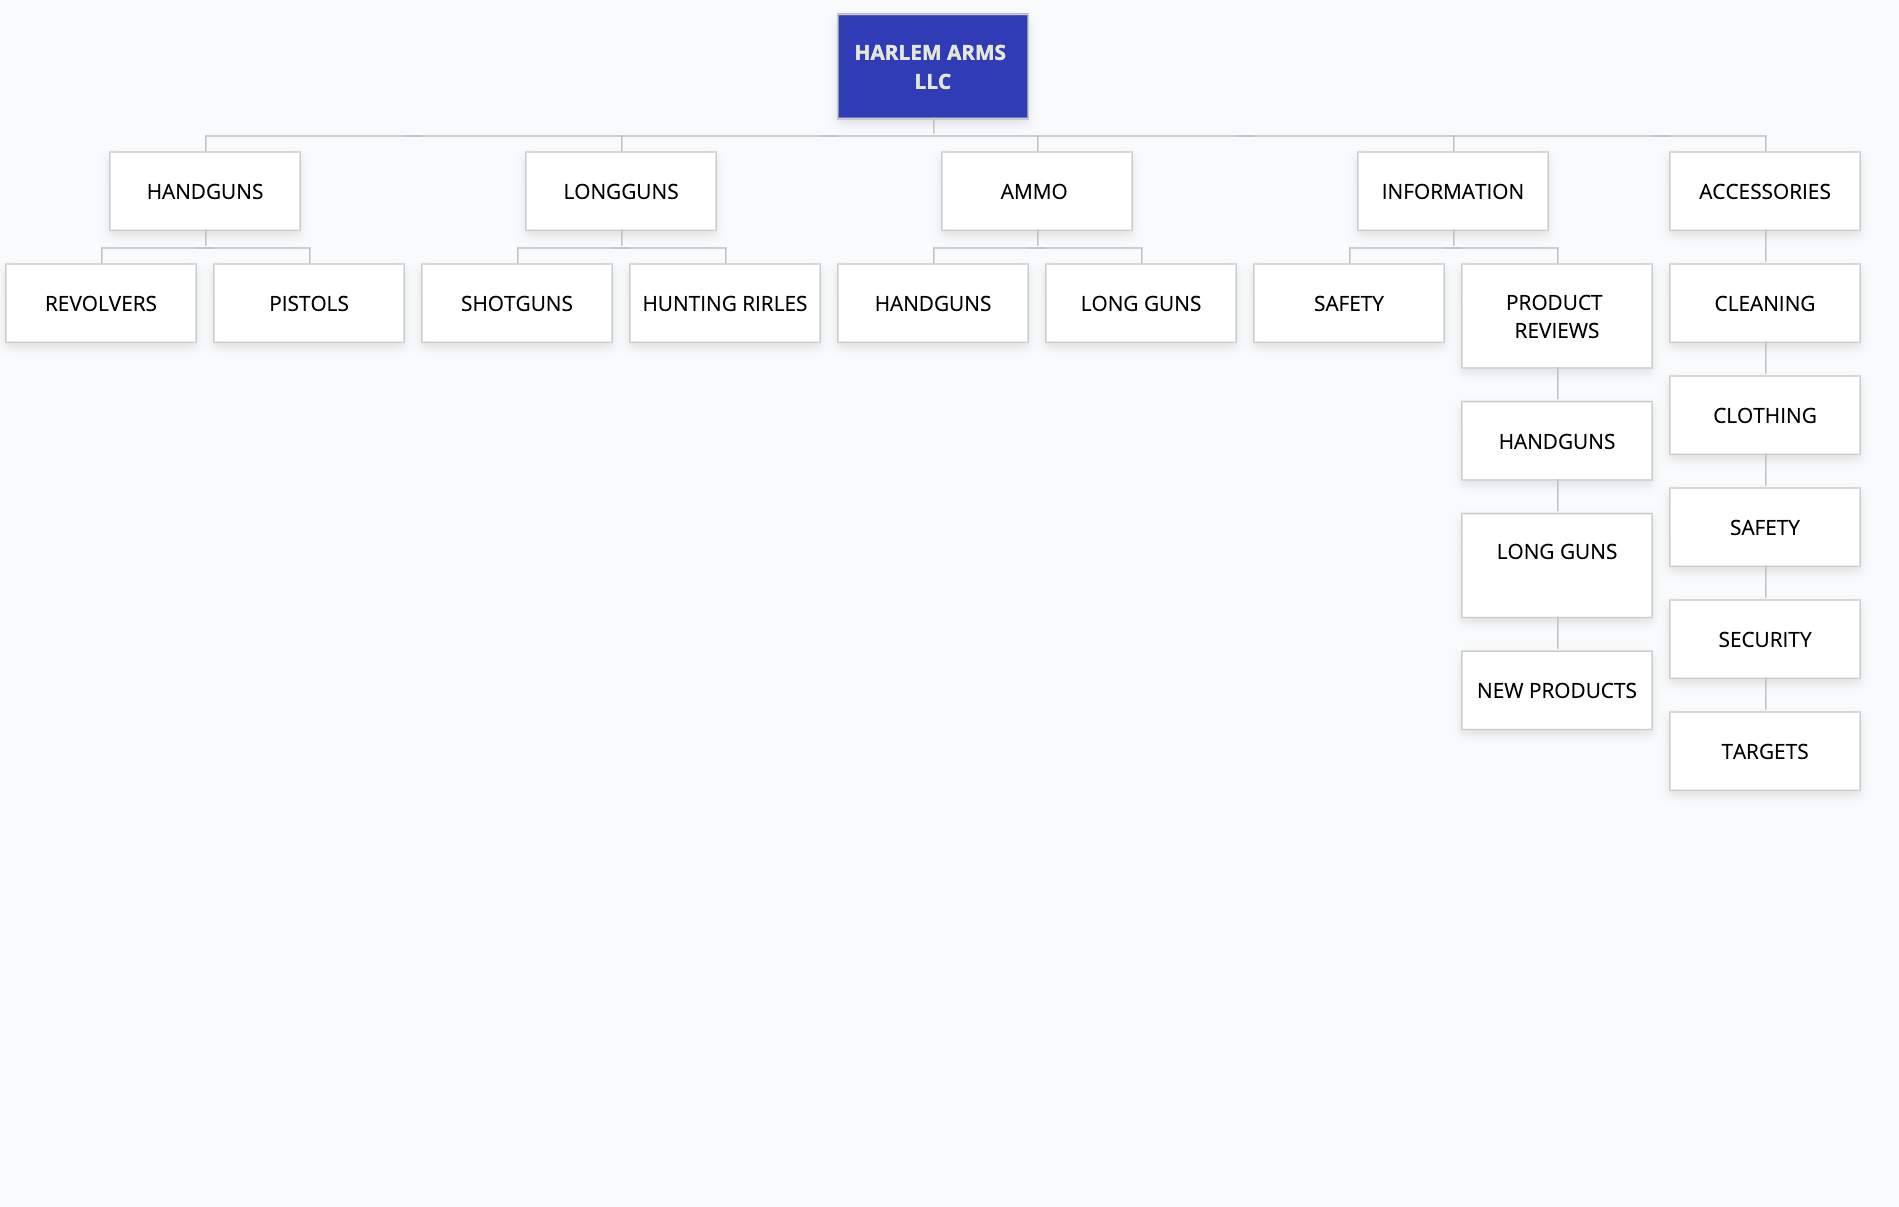 HARLEM ARMS
LLC
HANDGUNS
LONGGUNS
AMMO
INFORMATION
ACCESSORIES
REVOLVERS
PISTOLS
SHOTGUNS
HUNTING RIRLES
HANDGUNS
LONG GUNS
SAFETY
PRODUCT
REVIEWS
CLEANING
HANDGUNS
CLOTHING
LONG GUNS
SAFETY
NEW PRODUCTS
SECURITY
TARGETS